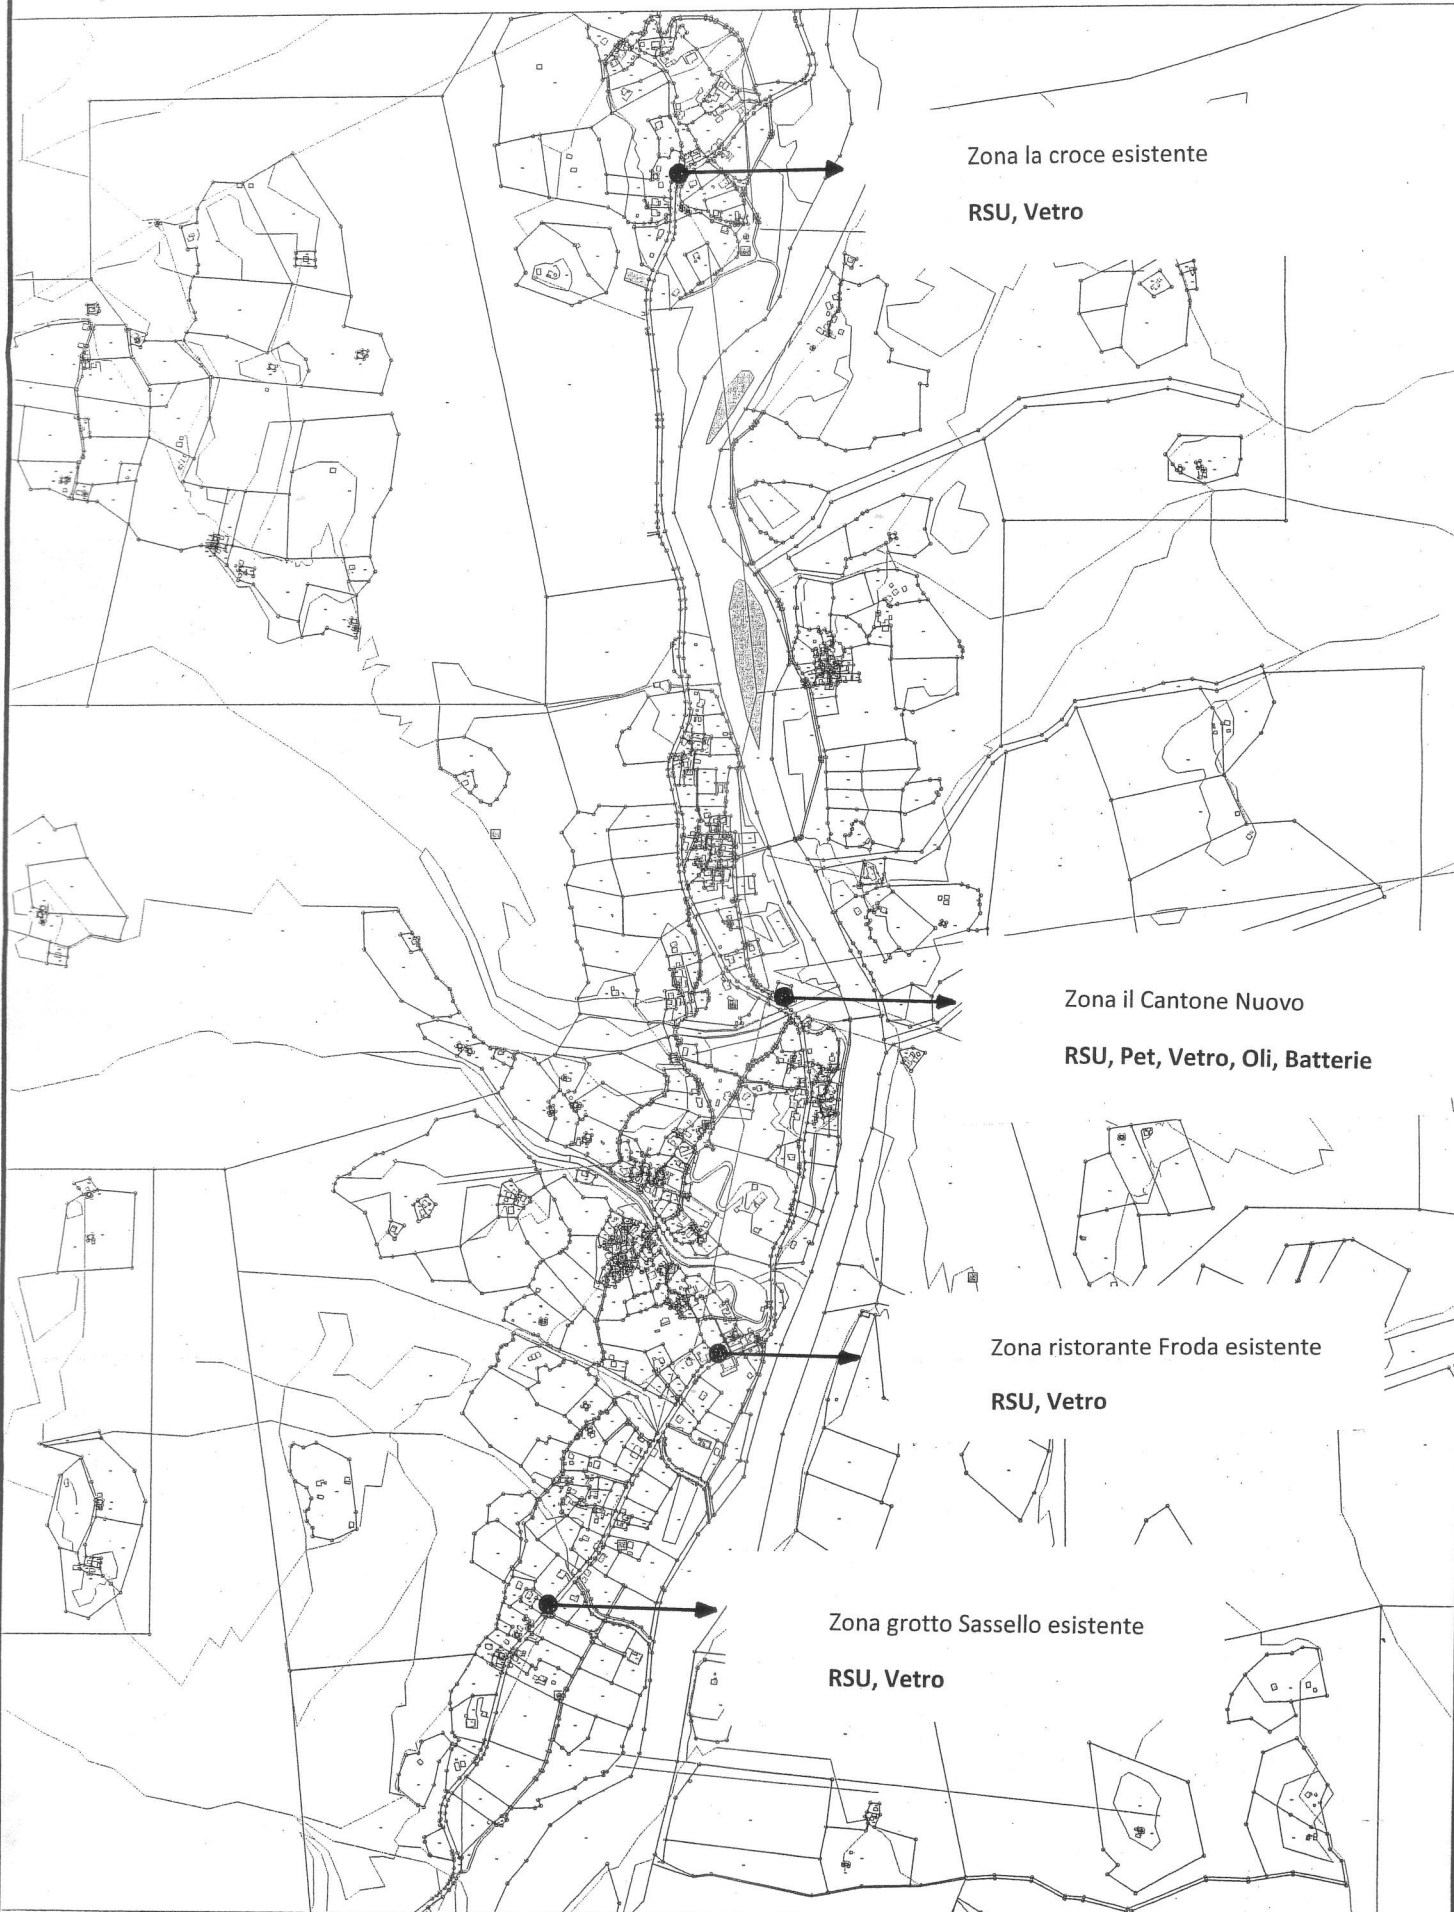 Zona la croce esistente
RSU, Vetro
Zona il Cantone Nuovo
RSU, Pet, Vetro, Oli, Batterie
Zona ristorante Froda esistente
RSU, Vetro
Zona grotto Sassello esistente
RSU, Vetro